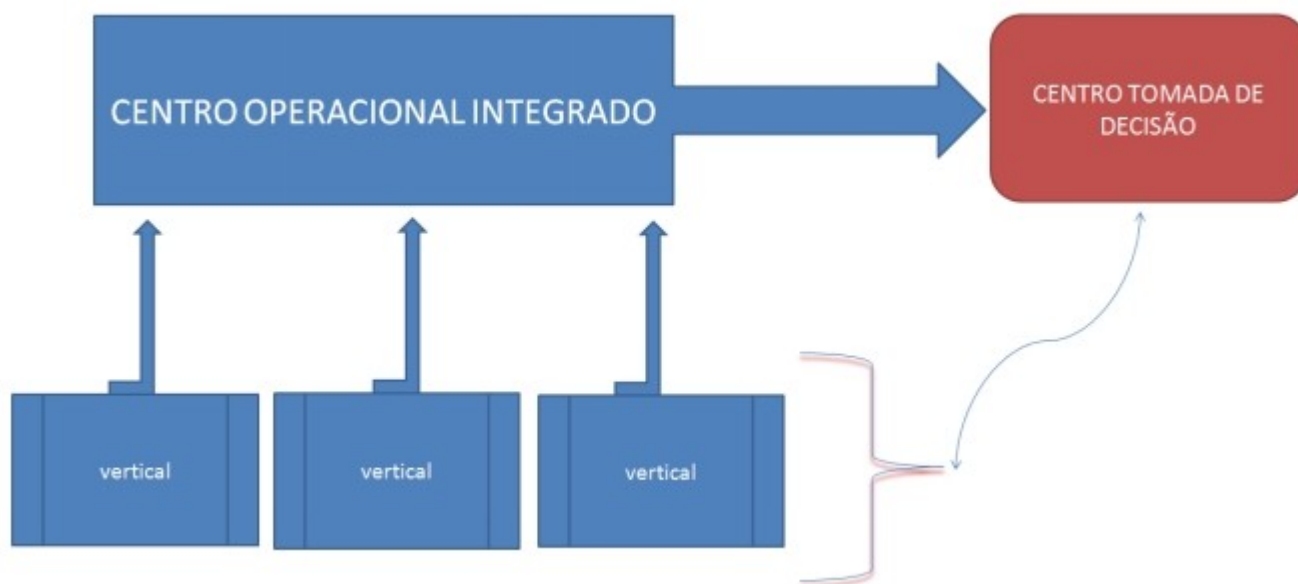 CENTRO OPERACIONAL INTEGRADO
CENTRO TOMADA DE
DECISÃO
vertical
vertical
vertical